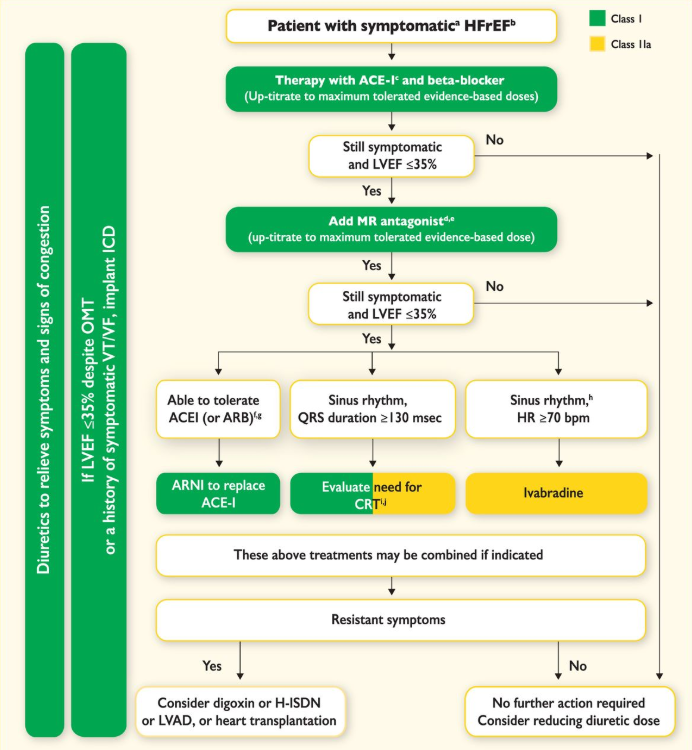 Patient with symptomaticᵃ HFrEFᵇ
Class I
Class IIa
Therapy with ACE-Iᶜ and beta-blocker
(Up-titrate to maximum tolerated evidence-based doses)
Still symptomatic
and LVEF ≤35%
No
Yes
Add MR antagonistᵈ,ᵉ
(up-titrate to maximum tolerated evidence-based dose)
Yes
Still symptomatic
and LVEF ≤35%
No
Yes
Able to tolerate
ACEI (or ARB)ᶠ,ᵍ
Sinus rhythm,
QRS duration ≥130 msec
Sinus rhythm,ʰ
HR ≥70 bpm
ARNI to replace
ACE-I
Evaluate need for
CRTⁱ,ʲ
Ivabradine
These above treatments may be combined if indicated
Resistant symptoms
Yes
No
Consider digoxin or H-ISDN
or LVAD, or heart transplantation
No further action required
Consider reducing diuretic dose
Diuretics to relieve symptoms and signs of congestion
If LVEF ≤35% despite OMT
or a history of symptomatic VT/VF, implant ICD